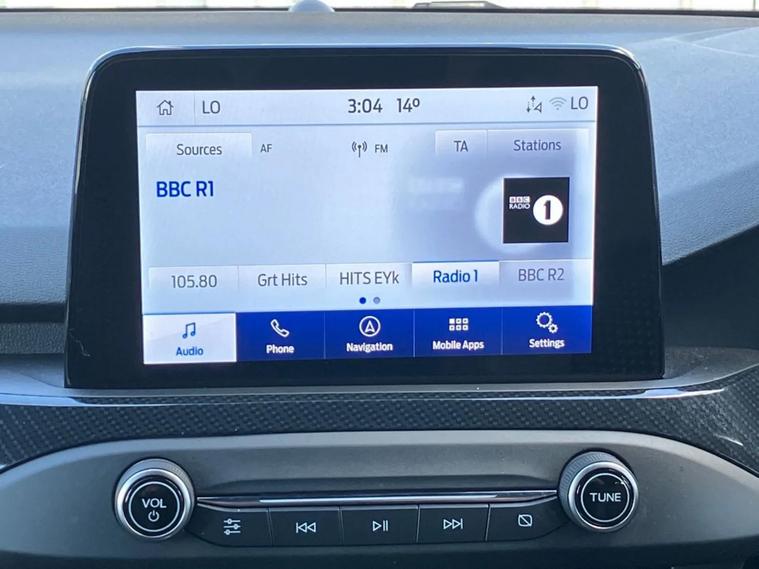 LO 3:04 14° LO
Sources AF FM TA Stations
BBC R1
BBC
RADIO 1
105.80 Grt Hits HITS EYk Radio 1 BBC R2
Audio Phone Navigation Mobile Apps Settings
VOL
TUNE